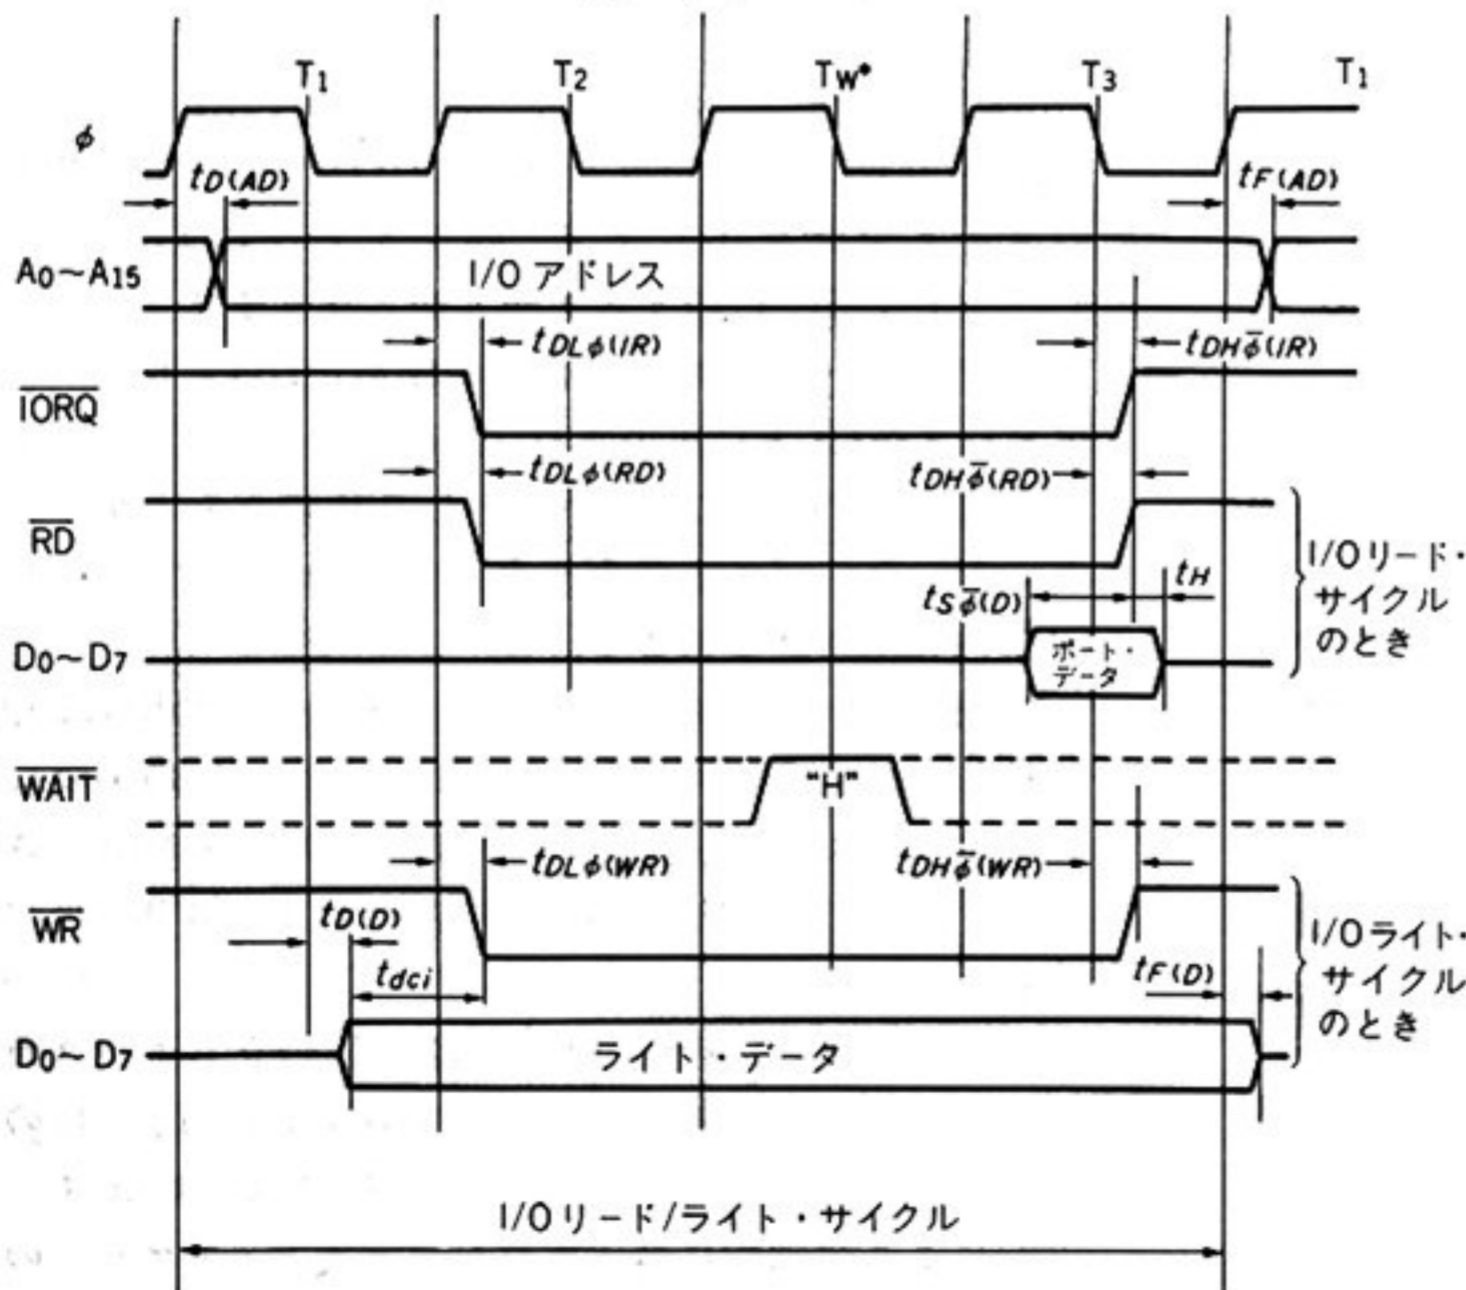 T1 T2 TW* T3 T1
φ
tD(AD) tF(AD)
A0~A15 I/O アドレス
tDLφ(IR) tDHφ̅(IR)
I̅O̅R̅Q̅
tDLφ(RD) tDHφ̅(RD)
R̅D̅
I/Oリード・
サイクル
のとき
tSφ̅(D) tH
D0~D7 ポート・
データ
W̅A̅I̅T̅ "H"
tDLφ(WR) tDHφ̅(WR)
W̅R̅
tD(D)
tdci tF(D)
I/Oライト・
サイクル
のとき
D0~D7 ライト・データ
I/Oリード/ライト・サイクル